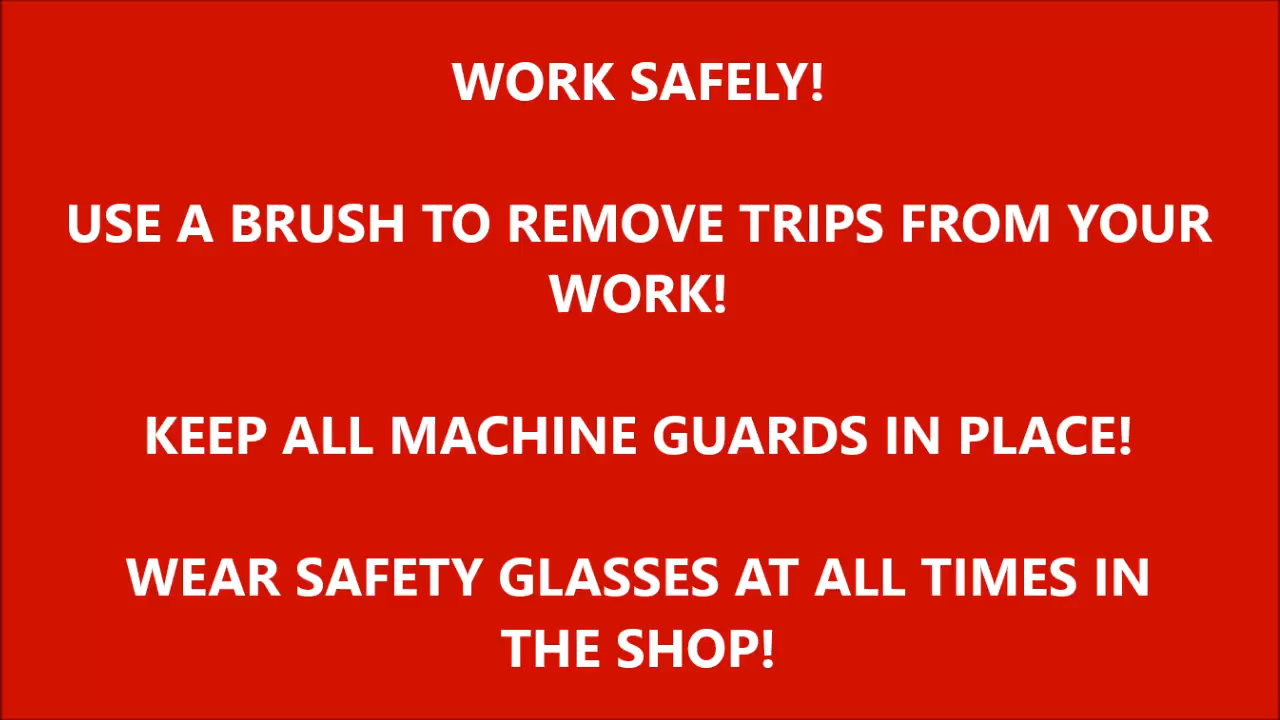 WORK SAFELY!
USE A BRUSH TO REMOVE TRIPS FROM YOUR
WORK!
KEEP ALL MACHINE GUARDS IN PLACE!
WEAR SAFETY GLASSES AT ALL TIMES IN
THE SHOP!